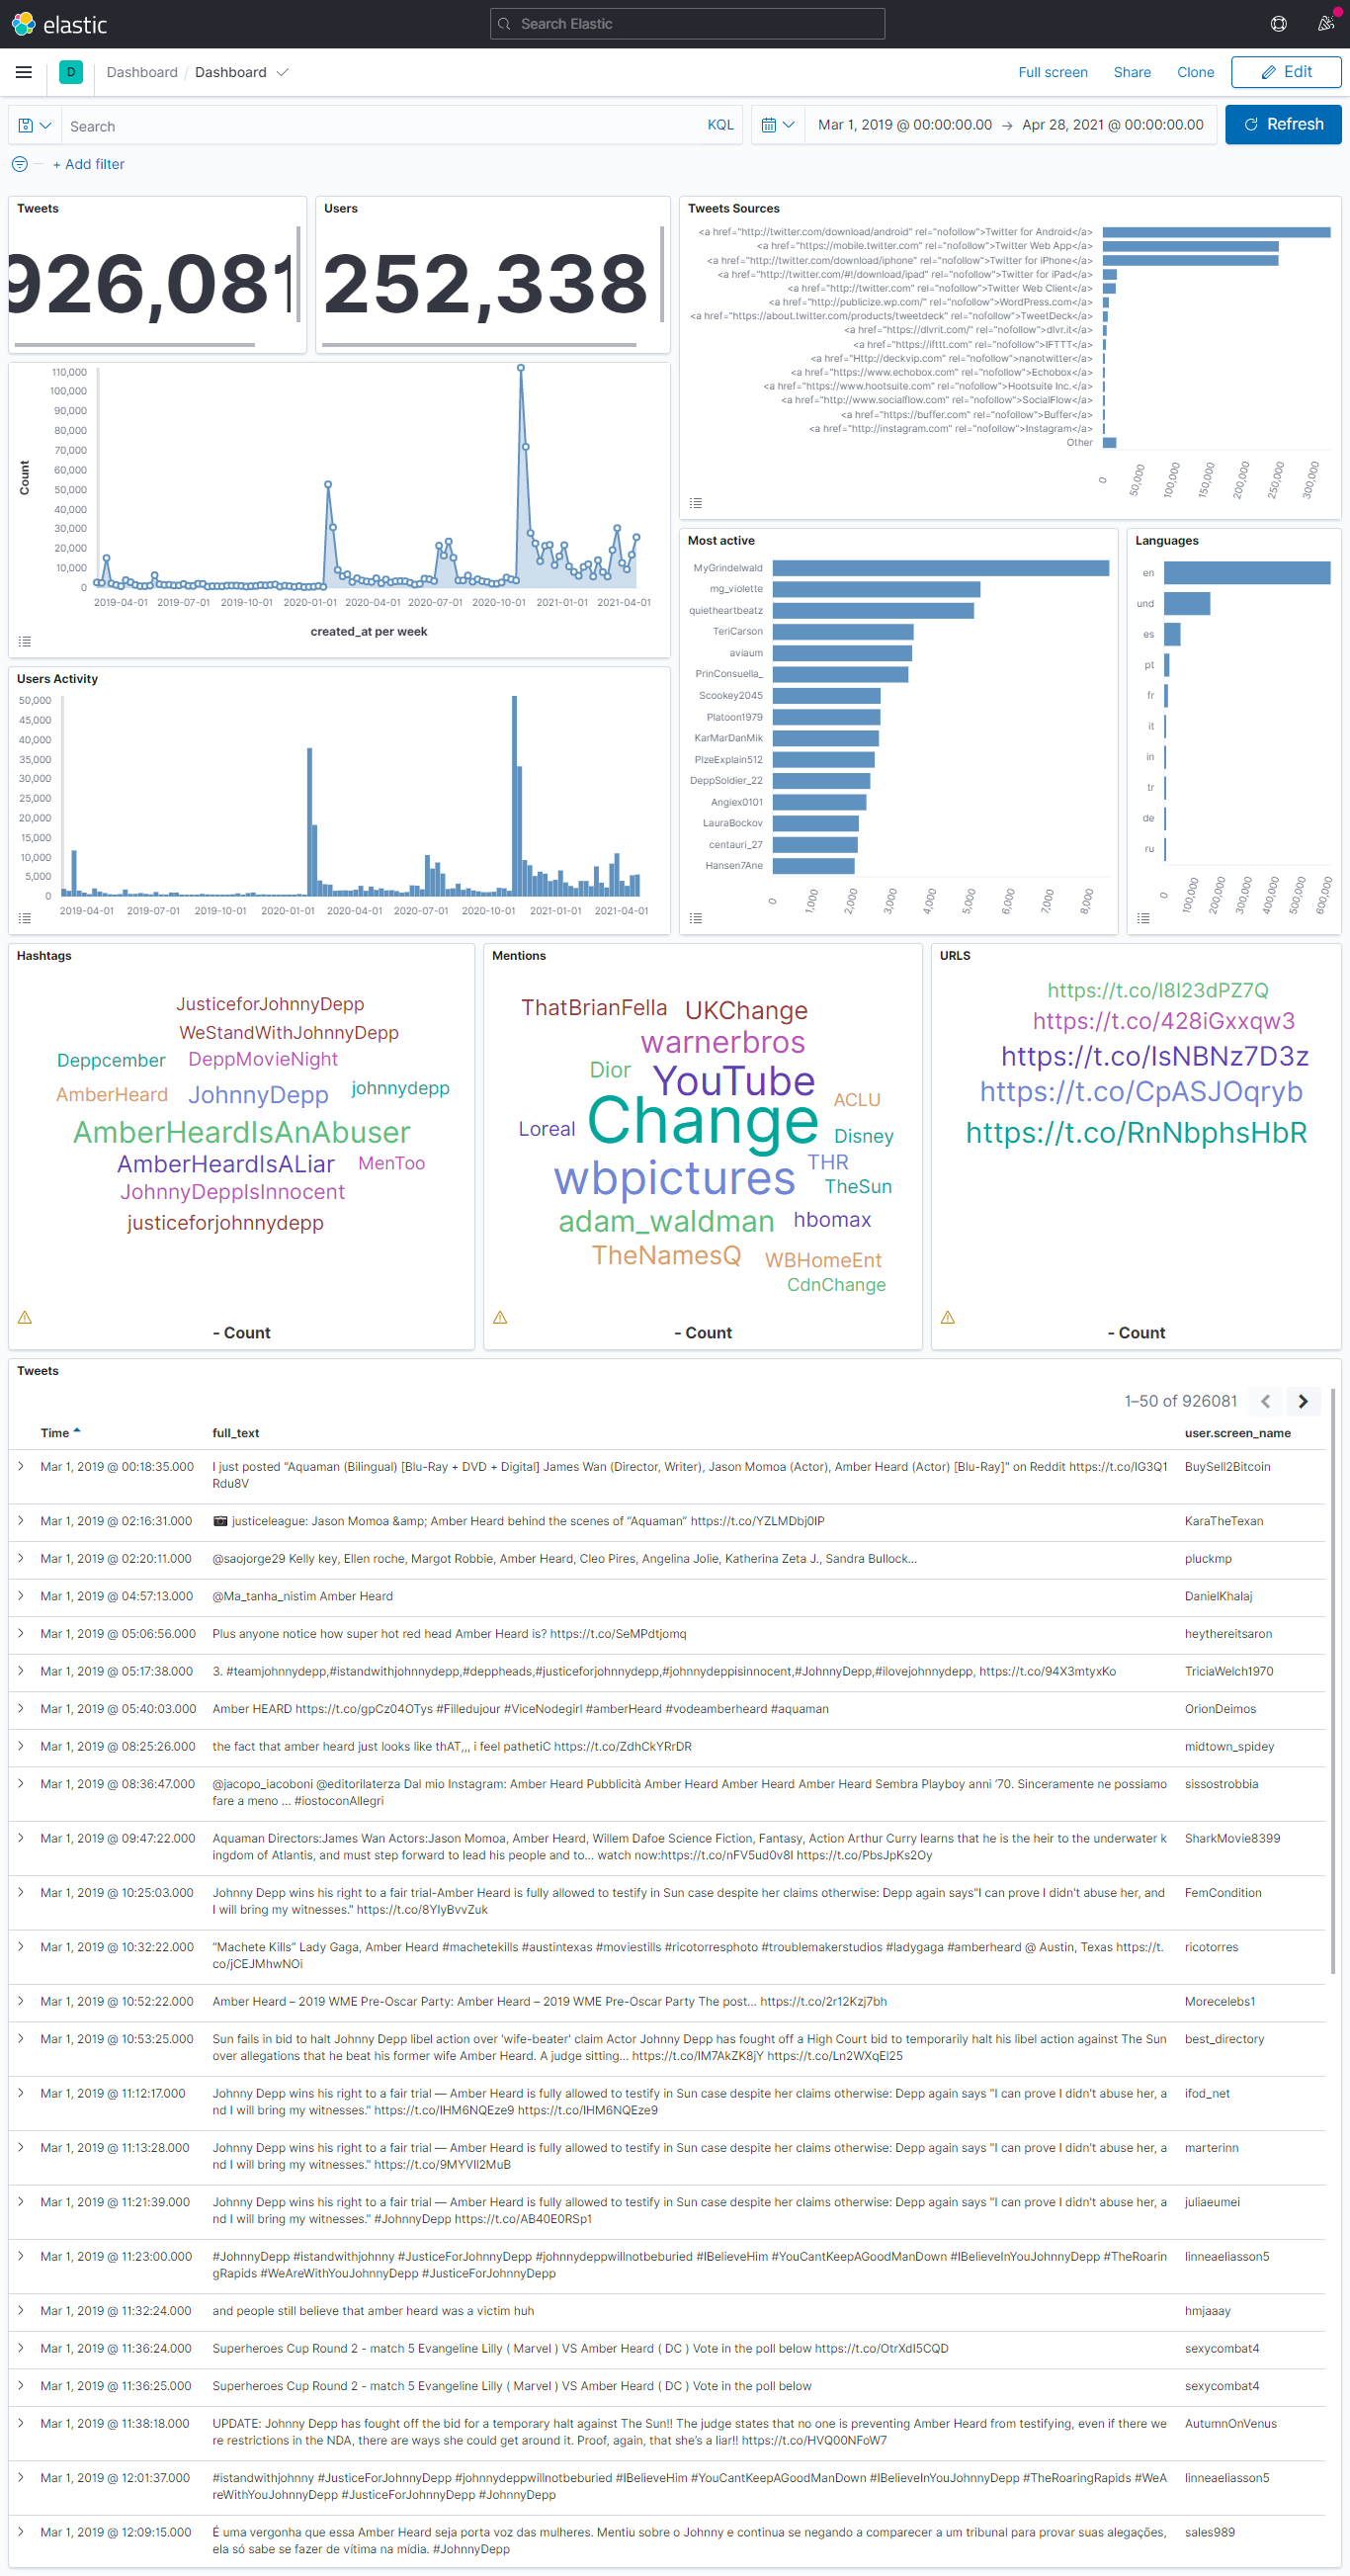 elastic
Search Elastic
D
Dashboard / Dashboard
Full screen
Share
Clone
Edit
Search
KQL
Mar 1, 2019 @ 00:00:00.00 → Apr 28, 2021 @ 00:00:00.00
Refresh
+ Add filter
Tweets
926,081
Users
252,338
Tweets Sources
<a href="http://twitter.com/download/android" rel="nofollow">Twitter for Android</a>
<a href="https://mobile.twitter.com" rel="nofollow">Twitter Web App</a>
<a href="http://twitter.com/download/iphone" rel="nofollow">Twitter for iPhone</a>
<a href="http://twitter.com/#!/download/ipad" rel="nofollow">Twitter for iPad</a>
<a href="http://twitter.com" rel="nofollow">Twitter Web Client</a>
<a href="http://publicize.wp.com/" rel="nofollow">WordPress.com</a>
<a href="https://about.twitter.com/products/tweetdeck" rel="nofollow">TweetDeck</a>
<a href="https://dlvrit.com/" rel="nofollow">dlvr.it</a>
<a href="https://ifttt.com" rel="nofollow">IFTTT</a>
<a href="Http://deckvip.com" rel="nofollow">nanotwitter</a>
<a href="https://www.echobox.com" rel="nofollow">Echobox</a>
<a href="https://www.hootsuite.com" rel="nofollow">Hootsuite Inc.</a>
<a href="http://www.socialflow.com" rel="nofollow">SocialFlow</a>
<a href="https://buffer.com" rel="nofollow">Buffer</a>
<a href="http://instagram.com" rel="nofollow">Instagram</a>
Other
0 50,000 100,000 150,000 200,000 250,000 300,000
110,000
100,000
90,000
80,000
70,000
60,000
50,000
40,000
30,000
20,000
10,000
0
Count
2019-04-01 2019-07-01 2019-10-01 2020-01-01 2020-04-01 2020-07-01 2020-10-01 2021-01-01 2021-04-01
created_at per week
Users Activity
50,000
45,000
40,000
35,000
30,000
25,000
20,000
15,000
10,000
5,000
0
2019-04-01 2019-07-01 2019-10-01 2020-01-01 2020-04-01 2020-07-01 2020-10-01 2021-01-01 2021-04-01
Most active
MyGrindelwald
mg_violette
quietheartbeatz
TeriCarson
aviaum
PrinConsuella_
Scookey2045
Platoon1979
KarMarDanMik
PlzeExplain512
DeppSoldier_22
Angiex0101
LauraBockov
centauri_27
Hansen7Ane
0 1,000 2,000 3,000 4,000 5,000 6,000 7,000 8,000
Languages
en
und
es
pt
fr
it
in
tr
de
ru
0 100,000 200,000 300,000 400,000 500,000 600,000
Hashtags
JusticeforJohnnyDepp
WeStandWithJohnnyDepp
Deppcember DeppMovieNight
AmberHeard JohnnyDepp johnnydepp
AmberHeardIsAnAbuser
AmberHeardIsALiar MenToo
JohnnyDeppIsInnocent
justiceforjohnnydepp
- Count
Mentions
ThatBrianFella UKChange
warnerbros
Dior YouTube
Change ACLU
Loreal Disney
wbpictures THR
TheSun
adam_waldman hbomax
TheNamesQ WBHomeEnt
CdnChange
- Count
URLS
https://t.co/I8I23dPZ7Q
https://t.co/428iGxxqw3
https://t.co/IsNBNz7D3z
https://t.co/CpASJOqryb
https://t.co/RnNbphsHbR
- Count
Tweets
1–50 of 926081
Time full_text user.screen_name
Mar 1, 2019 @ 00:18:35.000 I just posted "Aquaman (Bilingual) [Blu-Ray + DVD + Digital] James Wan (Director, Writer), Jason Momoa (Actor), Amber Heard (Actor) [Blu-Ray]" on Reddit https://t.co/IG3Q1 BuySell2Bitcoin
Rdu8V
Mar 1, 2019 @ 02:16:31.000 📷 justiceleague: Jason Momoa &amp; Amber Heard behind the scenes of “Aquaman” https://t.co/YZLMDbj0IP KaraTheTexan
Mar 1, 2019 @ 02:20:11.000 @saojorge29 Kelly key, Ellen roche, Margot Robbie, Amber Heard, Cleo Pires, Angelina Jolie, Katherina Zeta J., Sandra Bullock... pluckmp
Mar 1, 2019 @ 04:57:13.000 @Ma_tanha_nistim Amber Heard DanielKhalaj
Mar 1, 2019 @ 05:06:56.000 Plus anyone notice how super hot red head Amber Heard is? https://t.co/SeMPdtjomq heythereitsaron
Mar 1, 2019 @ 05:17:38.000 3. #teamjohnnydepp,#istandwithjohnnydepp,#deppheads,#justiceforjohnnydepp,#johnnydeppisinnocent,#JohnnyDepp,#ilovejohnnydepp, https://t.co/94X3mtyxKo TriciaWelch1970
Mar 1, 2019 @ 05:40:03.000 Amber HEARD https://t.co/gpCz04OTys #Filledujour #ViceNodegirl #amberHeard #vodeamberheard #aquaman OrionDeimos
Mar 1, 2019 @ 08:25:26.000 the fact that amber heard just looks like thAT,,, i feel pathetiC https://t.co/ZdhCkYRrDR midtown_spidey
Mar 1, 2019 @ 08:36:47.000 @jacopo_iacoboni @editorilaterza Dal mio Instagram: Amber Heard Pubblicità Amber Heard Amber Heard Amber Heard Sembra Playboy anni ’70. Sinceramente ne possiamo sissostrobbia
fare a meno … #iostoconAllegri
Mar 1, 2019 @ 09:47:22.000 Aquaman Directors:James Wan Actors:Jason Momoa, Amber Heard, Willem Dafoe Science Fiction, Fantasy, Action Arthur Curry learns that he is the heir to the underwater k SharkMovie8399
ingdom of Atlantis, and must step forward to lead his people and to... watch now:https://t.co/nFV5ud0v8I https://t.co/PbsJpKs2Oy
Mar 1, 2019 @ 10:25:03.000 Johnny Depp wins his right to a fair trial-Amber Heard is fully allowed to testify in Sun case despite her claims otherwise: Depp again says"I can prove I didn't abuse her, and FemCondition
I will bring my witnesses." https://t.co/8YIyBvvZuk
Mar 1, 2019 @ 10:32:22.000 “Machete Kills” Lady Gaga, Amber Heard #machetekills #austintexas #moviestills #ricotorresphoto #troublemakerstudios #ladygaga #amberheard @ Austin, Texas https://t. ricotorres
co/jCEJMhwNOi
Mar 1, 2019 @ 10:52:22.000 Amber Heard – 2019 WME Pre-Oscar Party: Amber Heard – 2019 WME Pre-Oscar Party The post… https://t.co/2r12Kzj7bh Morecelebs1
Mar 1, 2019 @ 10:53:25.000 Sun fails in bid to halt Johnny Depp libel action over 'wife-beater' claim Actor Johnny Depp has fought off a High Court bid to temporarily halt his libel action against The Sun best_directory
over allegations that he beat his former wife Amber Heard. A judge sitting… https://t.co/IM7AkZK8jY https://t.co/Ln2WXqEl25
Mar 1, 2019 @ 11:12:17.000 Johnny Depp wins his right to a fair trial — Amber Heard is fully allowed to testify in Sun case despite her claims otherwise: Depp again says "I can prove I didn't abuse her, a ifod_net
nd I will bring my witnesses." https://t.co/IHM6NQEze9 https://t.co/IHM6NQEze9
Mar 1, 2019 @ 11:13:28.000 Johnny Depp wins his right to a fair trial — Amber Heard is fully allowed to testify in Sun case despite her claims otherwise: Depp again says "I can prove I didn't abuse her, a marterinn
nd I will bring my witnesses." https://t.co/9MYVIl2MuB
Mar 1, 2019 @ 11:21:39.000 Johnny Depp wins his right to a fair trial — Amber Heard is fully allowed to testify in Sun case despite her claims otherwise: Depp again says "I can prove I didn't abuse her, a juliaeumei
nd I will bring my witnesses." #JohnnyDepp https://t.co/AB40E0RSp1
Mar 1, 2019 @ 11:23:00.000 #JohnnyDepp #istandwithjohnny #JusticeForJohnnyDepp #johnnydeppwillnotbeburied #IBelieveHim #YouCantKeepAGoodManDown #IBelieveInYouJohnnyDepp #TheRoarin linneaeliasson5
gRapids #WeAreWithYouJohnnyDepp #JusticeForJohnnyDepp
Mar 1, 2019 @ 11:32:24.000 and people still believe that amber heard was a victim huh hmjaaay
Mar 1, 2019 @ 11:36:24.000 Superheroes Cup Round 2 - match 5 Evangeline Lilly ( Marvel ) VS Amber Heard ( DC ) Vote in the poll below https://t.co/OtrXdI5CQD sexycombat4
Mar 1, 2019 @ 11:36:25.000 Superheroes Cup Round 2 - match 5 Evangeline Lilly ( Marvel ) VS Amber Heard ( DC ) Vote in the poll below sexycombat4
Mar 1, 2019 @ 11:38:18.000 UPDATE: Johnny Depp has fought off the bid for a temporary halt against The Sun!! The judge states that no one is preventing Amber Heard from testifying, even if there we AutumnOnVenus
re restrictions in the NDA, there are ways she could get around it. Proof, again, that she’s a liar!! https://t.co/HVQ00NFoW7
Mar 1, 2019 @ 12:01:37.000 #istandwithjohnny #JusticeForJohnnyDepp #johnnydeppwillnotbeburied #IBelieveHim #YouCantKeepAGoodManDown #IBelieveInYouJohnnyDepp #TheRoaringRapids #WeA linneaeliasson5
reWithYouJohnnyDepp #JusticeForJohnnyDepp #JohnnyDepp
Mar 1, 2019 @ 12:09:15.000 É uma vergonha que essa Amber Heard seja porta voz das mulheres. Mentiu sobre o Johnny e continua se negando a comparecer a um tribunal para provar suas alegações, sales989
ela só sabe se fazer de vítima na mídia. #JohnnyDepp